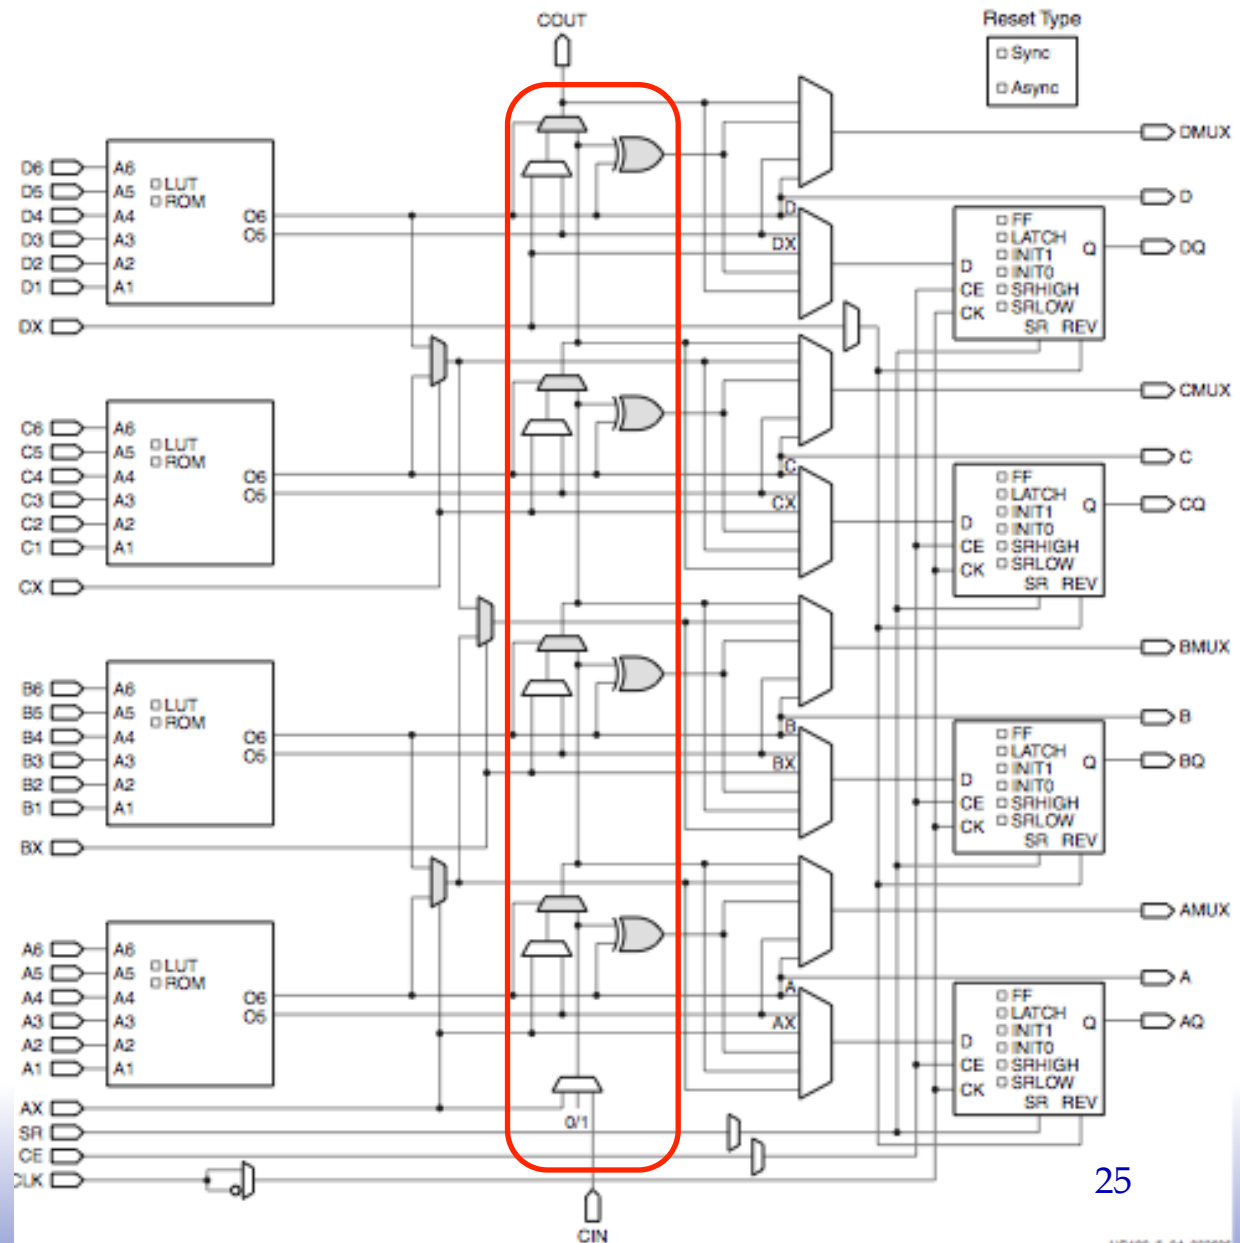 COUT
Reset Type
□ Sync
□ Async
DMUX
D6
D5
D4
D3
D2
D1
A6
A5
A4
A3
A2
A1
□ LUT
□ ROM
O6
O5
DX
D
DX
D
DQ
□ FF
□ LATCH
□ INIT1
□ INIT0
□ SRHIGH
□ SRLOW
D
CE
CK
Q
SR REV
CMUX
C6
C5
C4
C3
C2
C1
A6
A5
A4
A3
A2
A1
□ LUT
□ ROM
O6
O5
CX
C
CX
C
CQ
□ FF
□ LATCH
□ INIT1
□ INIT0
□ SRHIGH
□ SRLOW
D
CE
CK
Q
SR REV
BMUX
B6
B5
B4
B3
B2
B1
A6
A5
A4
A3
A2
A1
□ LUT
□ ROM
O6
O5
BX
B
BX
B
BQ
□ FF
□ LATCH
□ INIT1
□ INIT0
□ SRHIGH
□ SRLOW
D
CE
CK
Q
SR REV
AMUX
A6
A5
A4
A3
A2
A1
A6
A5
A4
A3
A2
A1
□ LUT
□ ROM
O6
O5
A
AX
A
AQ
□ FF
□ LATCH
□ INIT1
□ INIT0
□ SRHIGH
□ SRLOW
D
CE
CK
Q
SR REV
AX
0/1
SR
CE
CLK
CIN
25